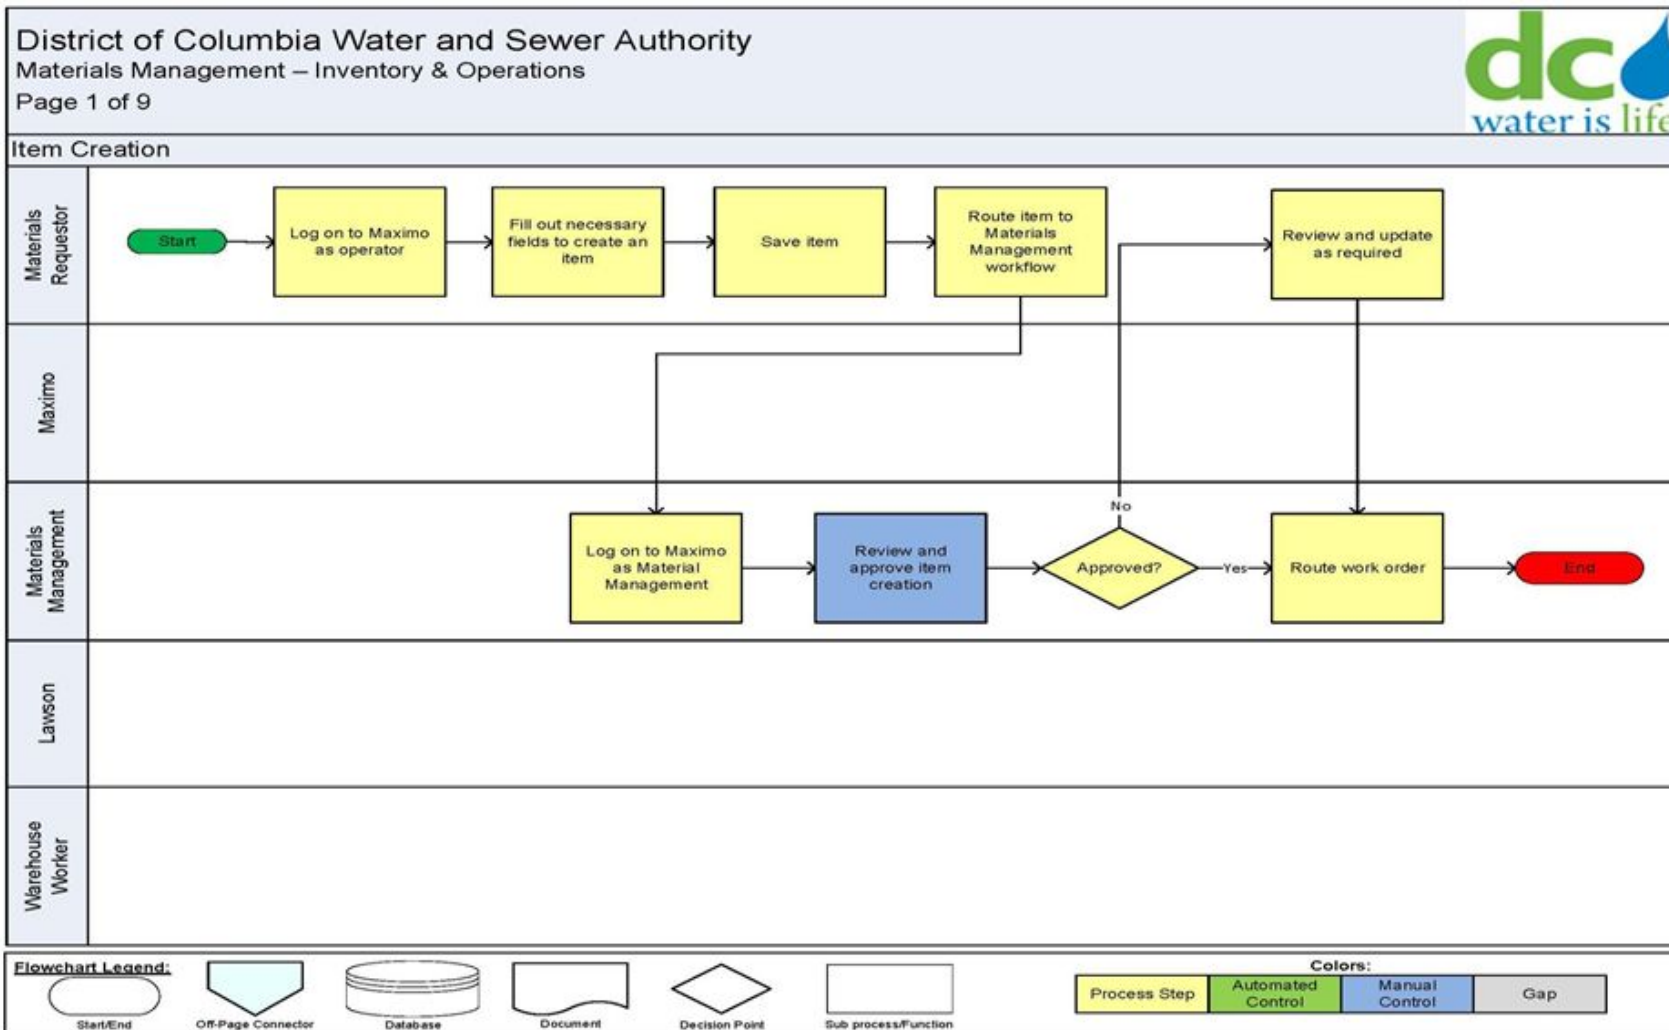 District of Columbia Water and Sewer Authority
Materials Management – Inventory & Operations
Page 1 of 9
dc
water is life
Item Creation
Materials
Requestor
Start
Log on to Maximo
as operator
Fill out necessary
fields to create an
item
Save item
Route item to
Materials
Management
workflow
Review and update
as required
Maximo
Materials
Management
Log on to Maximo
as Material
Management
Review and
approve item
creation
No
Approved?
Yes
Route work order
End
Lawson
Warehouse
Worker
Flowchart Legend:
Start/End
Off-Page Connector
Database
Document
Decision Point
Sub process/Function
Colors:
Process Step
Automated
Control
Manual
Control
Gap